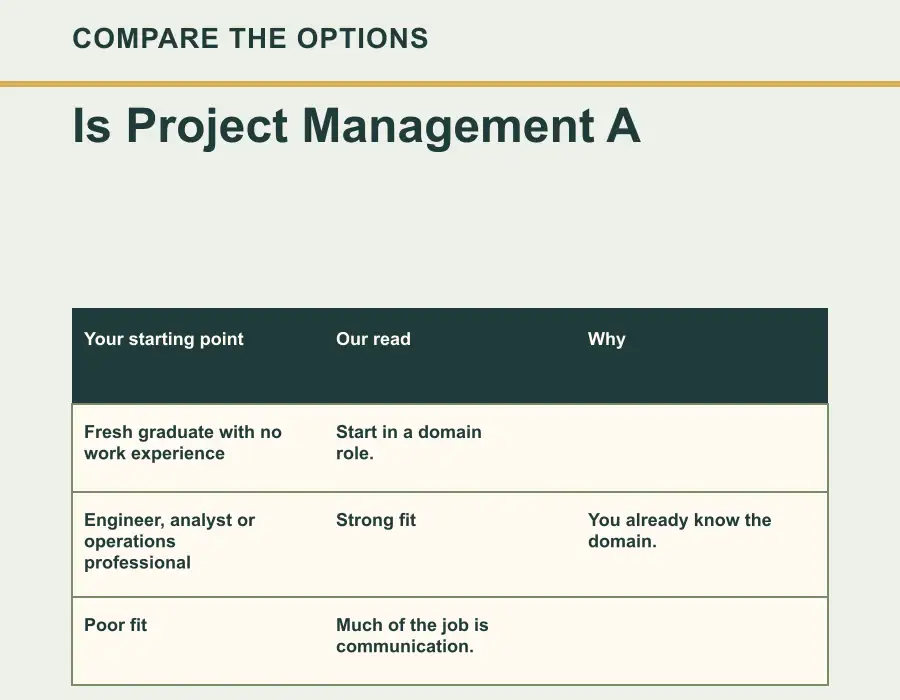 COMPARE THE OPTIONS
Is Project Management A
Your starting point
Our read
Why
Fresh graduate with no
work experience
Start in a domain
role.
Engineer, analyst or
operations
professional
Strong fit
You already know the
domain.
Poor fit
Much of the job is
communication.